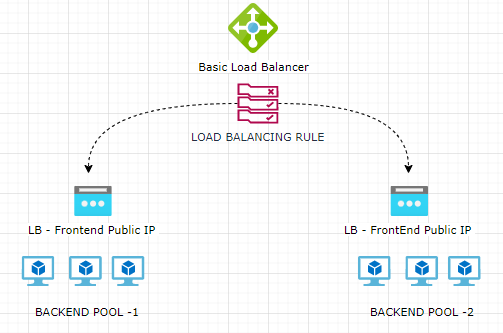 Basic Load Balancer
LOAD BALANCING RULE
LB - Frontend Public IP
LB - FrontEnd Public IP
BACKEND POOL -1
BACKEND POOL -2